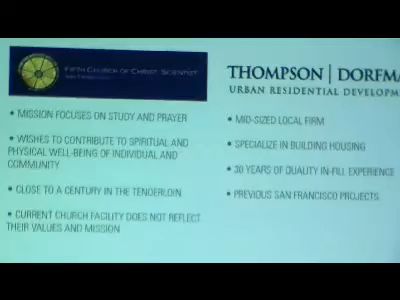 FIFTH CHURCH OF CHRIST, SCIENTIST
• MISSION FOCUSES ON STUDY AND PRAYER
• WISHES TO CONTRIBUTE TO SPIRITUAL AND
PHYSICAL WELL-BEING OF INDIVIDUAL AND
COMMUNITY
• CLOSE TO A CENTURY IN THE TENDERLOIN
• CURRENT CHURCH FACILITY DOES NOT REFLECT
THEIR VALUES AND MISSION
THOMPSON | DORFMA
URBAN RESIDENTIAL DEVELOPM
• MID-SIZED LOCAL FIRM
• SPECIALIZE IN BUILDING HOUSING
• 30 YEARS OF QUALITY IN-FILL EXPERIENCE
• PREVIOUS SAN FRANCISCO PROJECTS